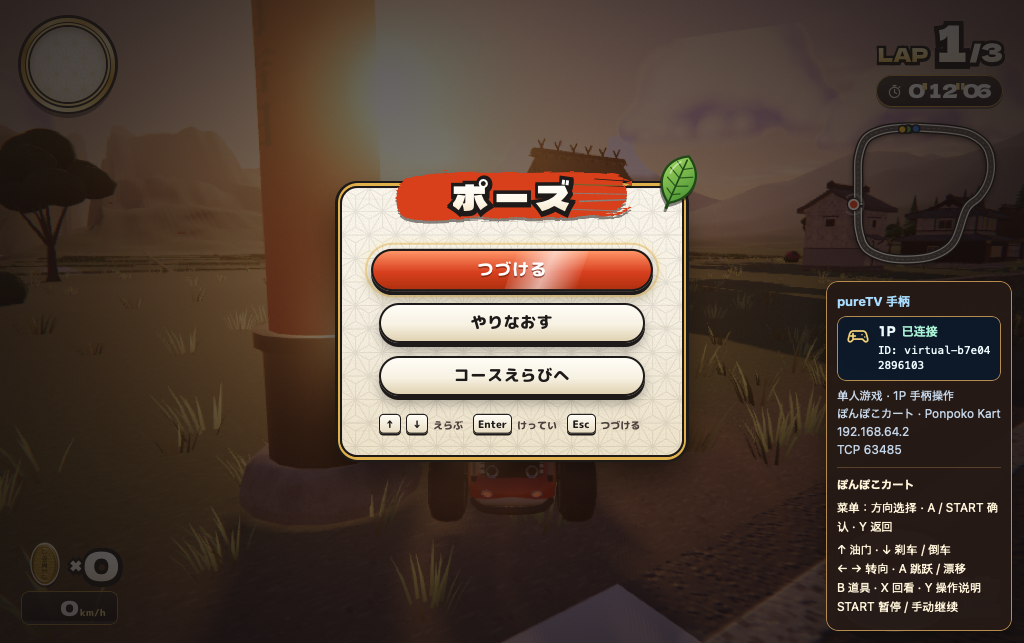 LAP 1/3
0'12"06
ポーズ
つづける
やりなおす
コースえらびへ
↑ ↓ えらぶ Enter けってい Esc つづける
×0
0 km/h
pureTV 手柄
1P 已连接
ID: virtual-b7e04
2896103
单人游戏 · 1P 手柄操作
ぽんぽこカート · Ponpoko Kart
192.168.64.2
TCP 63485
ぽんぽこカート
菜单：方向选择 · A / START 确
认 · Y 返回
↑ 油门 · ↓ 刹车 / 倒车
← → 转向 · A 跳跃 / 漂移
B 道具 · X 回看 · Y 操作说明
START 暂停 / 手动继续